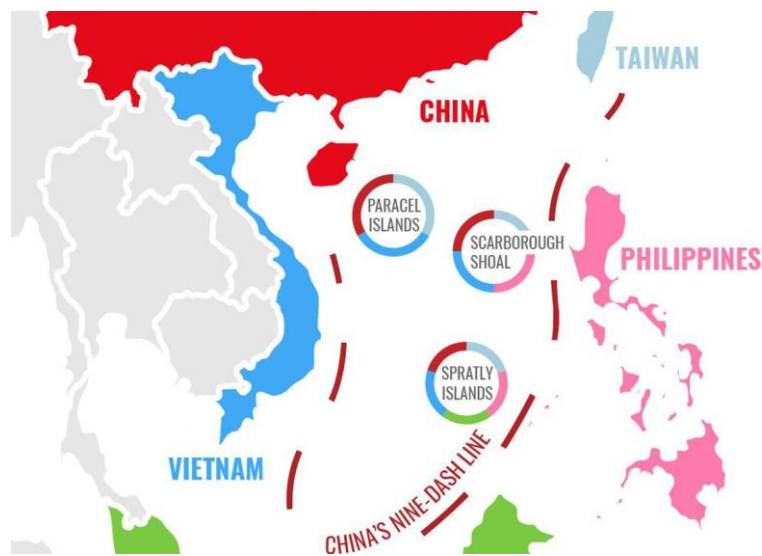 TAIWAN
CHINA
PARACEL
ISLANDS
SCARBOROUGH
SHOAL
PHILIPPINES
SPRATLY
ISLANDS
VIETNAM
CHINA'S NINE-DASH LINE